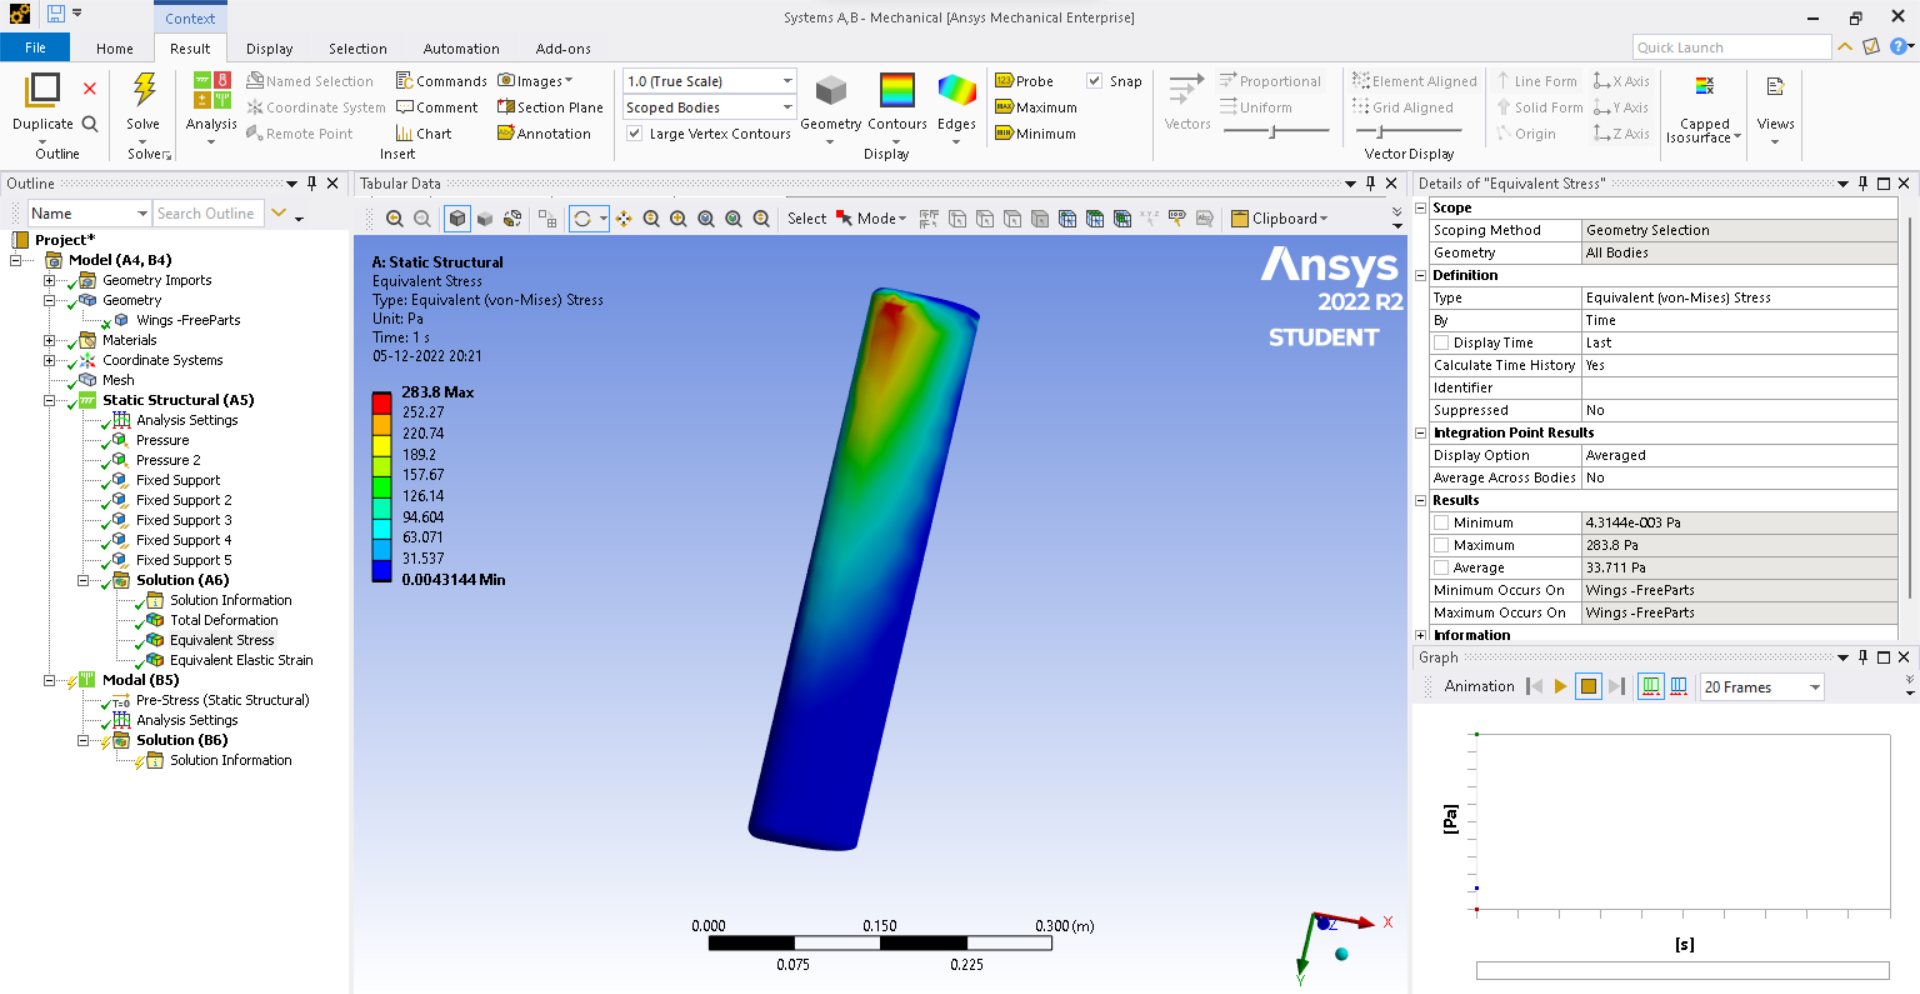 Context
Systems A,B - Mechanical [Ansys Mechanical Enterprise]
File
Home
Result
Display
Selection
Automation
Add-ons
Quick Launch
Duplicate
Outline
Solve
Solver
Analysis
Named Selection
Coordinate System
Remote Point
Commands
Comment
Chart
Images
Section Plane
Annotation
Insert
1.0 (True Scale)
Scoped Bodies
Large Vertex Contours
Geometry
Contours
Edges
Display
Probe
Maximum
Minimum
Snap
Vectors
Proportional
Uniform
Element Aligned
Grid Aligned
Vector Display
Line Form
Solid Form
Origin
X Axis
Y Axis
Z Axis
Capped
Isosurface
Views
Outline
Name
Search Outline
Project*
Model (A4, B4)
Geometry Imports
Geometry
Wings -FreeParts
Materials
Coordinate Systems
Mesh
Static Structural (A5)
Analysis Settings
Pressure
Pressure 2
Fixed Support
Fixed Support 2
Fixed Support 3
Fixed Support 4
Fixed Support 5
Solution (A6)
Solution Information
Total Deformation
Equivalent Stress
Equivalent Elastic Strain
Modal (B5)
T=0 Pre-Stress (Static Structural)
Analysis Settings
Solution (B6)
Solution Information
Tabular Data
Select
Mode
Clipboard
A: Static Structural
Equivalent Stress
Type: Equivalent (von-Mises) Stress
Unit: Pa
Time: 1 s
05-12-2022 20:21
283.8 Max
252.27
220.74
189.2
157.67
126.14
94.604
63.071
31.537
0.0043144 Min
Ansys
2022 R2
STUDENT
0.000
0.150
0.300 (m)
0.075
0.225
X
Z
Y
Details of "Equivalent Stress"
Scope
Scoping Method Geometry Selection
Geometry All Bodies
Definition
Type Equivalent (von-Mises) Stress
By Time
Display Time Last
Calculate Time History Yes
Identifier
Suppressed No
Integration Point Results
Display Option Averaged
Average Across Bodies No
Results
Minimum 4.3144e-003 Pa
Maximum 283.8 Pa
Average 33.711 Pa
Minimum Occurs On Wings -FreeParts
Maximum Occurs On Wings -FreeParts
Information
Graph
Animation
20 Frames
[Pa]
[s]